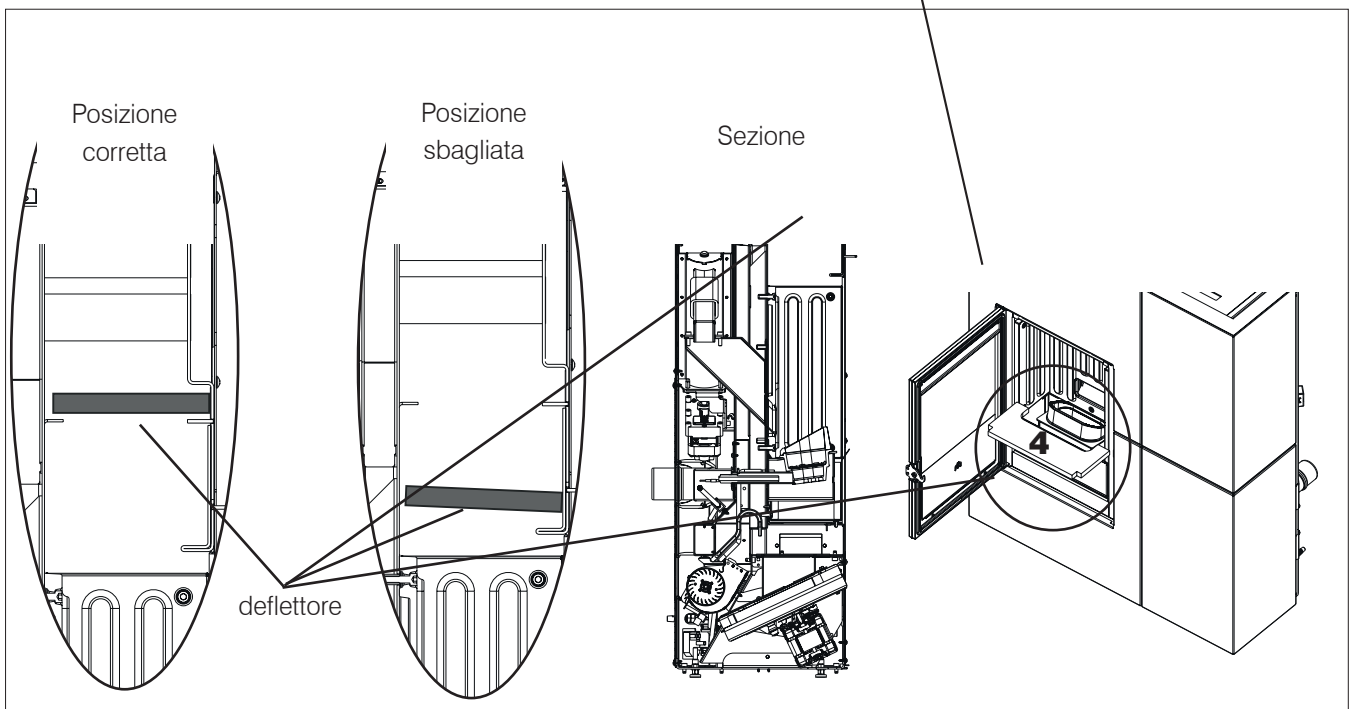 Posizione
corretta
Posizione
sbagliata
Sezione
4
deflettore